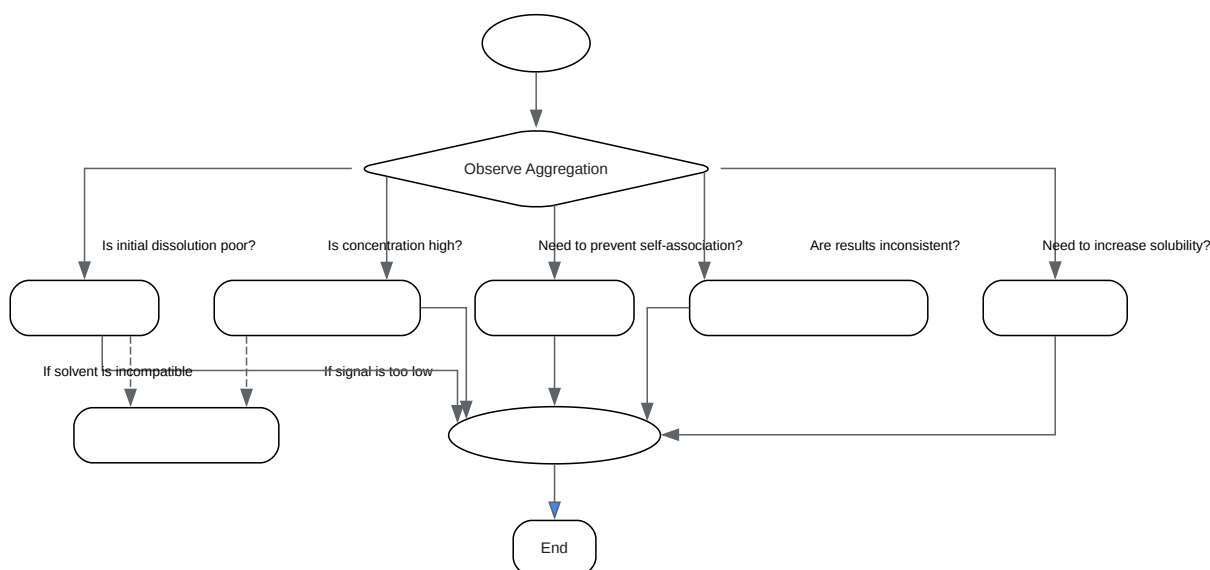 Observe Aggregation
Is initial dissolution poor?
Is concentration high?
Need to prevent self-association?
Are results inconsistent?
Need to increase solubility?
If solvent is incompatible
If signal is too low
End